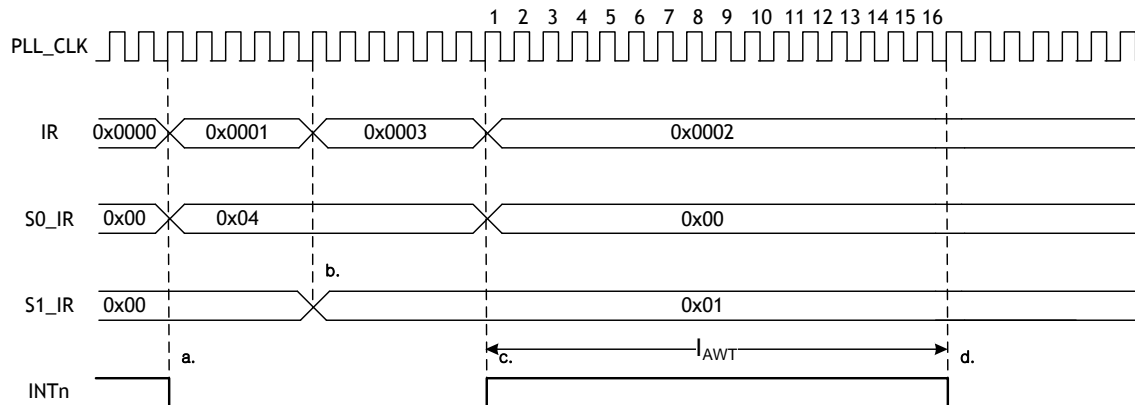 1 2 3 4 5 6 7 8 9 10 11 12 13 14 15 16
PLL_CLK
IR 0x0000 0x0001 0x0003 0x0002
S0_IR 0x00 0x04 0x00
b.
S1_IR 0x00 0x01
a. c. IAWT d.
INTn